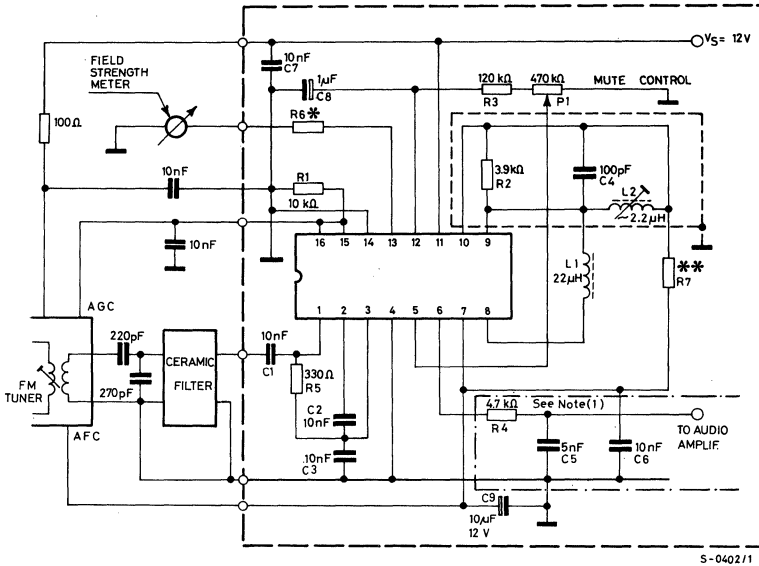 VS= 12V
10nF
C7
FIELD
STRENGTH
METER
1µF
C8
120 kΩ
R3
470kΩ
P1
MUTE CONTROL
R6*
100Ω
3.9kΩ
R2
100pF
C4
10nF
R1
10 kΩ
L2
~2.2µH
10nF
16 15 14 13 12 11 10 9
L1
22µH
**
R7
1 2 3 4 5 6 7 8
AGC
220pF
10nF
C1
FM
TUNER
270pF
CERAMIC
FILTER
330Ω
R5
4.7kΩ
R4
See Note(1)
C2
10nF
TO AUDIO
AMPLIF.
AFC
.10nF
C3
5nF
C5
10nF
C6
C9
10µF
12 V
S-0402/1